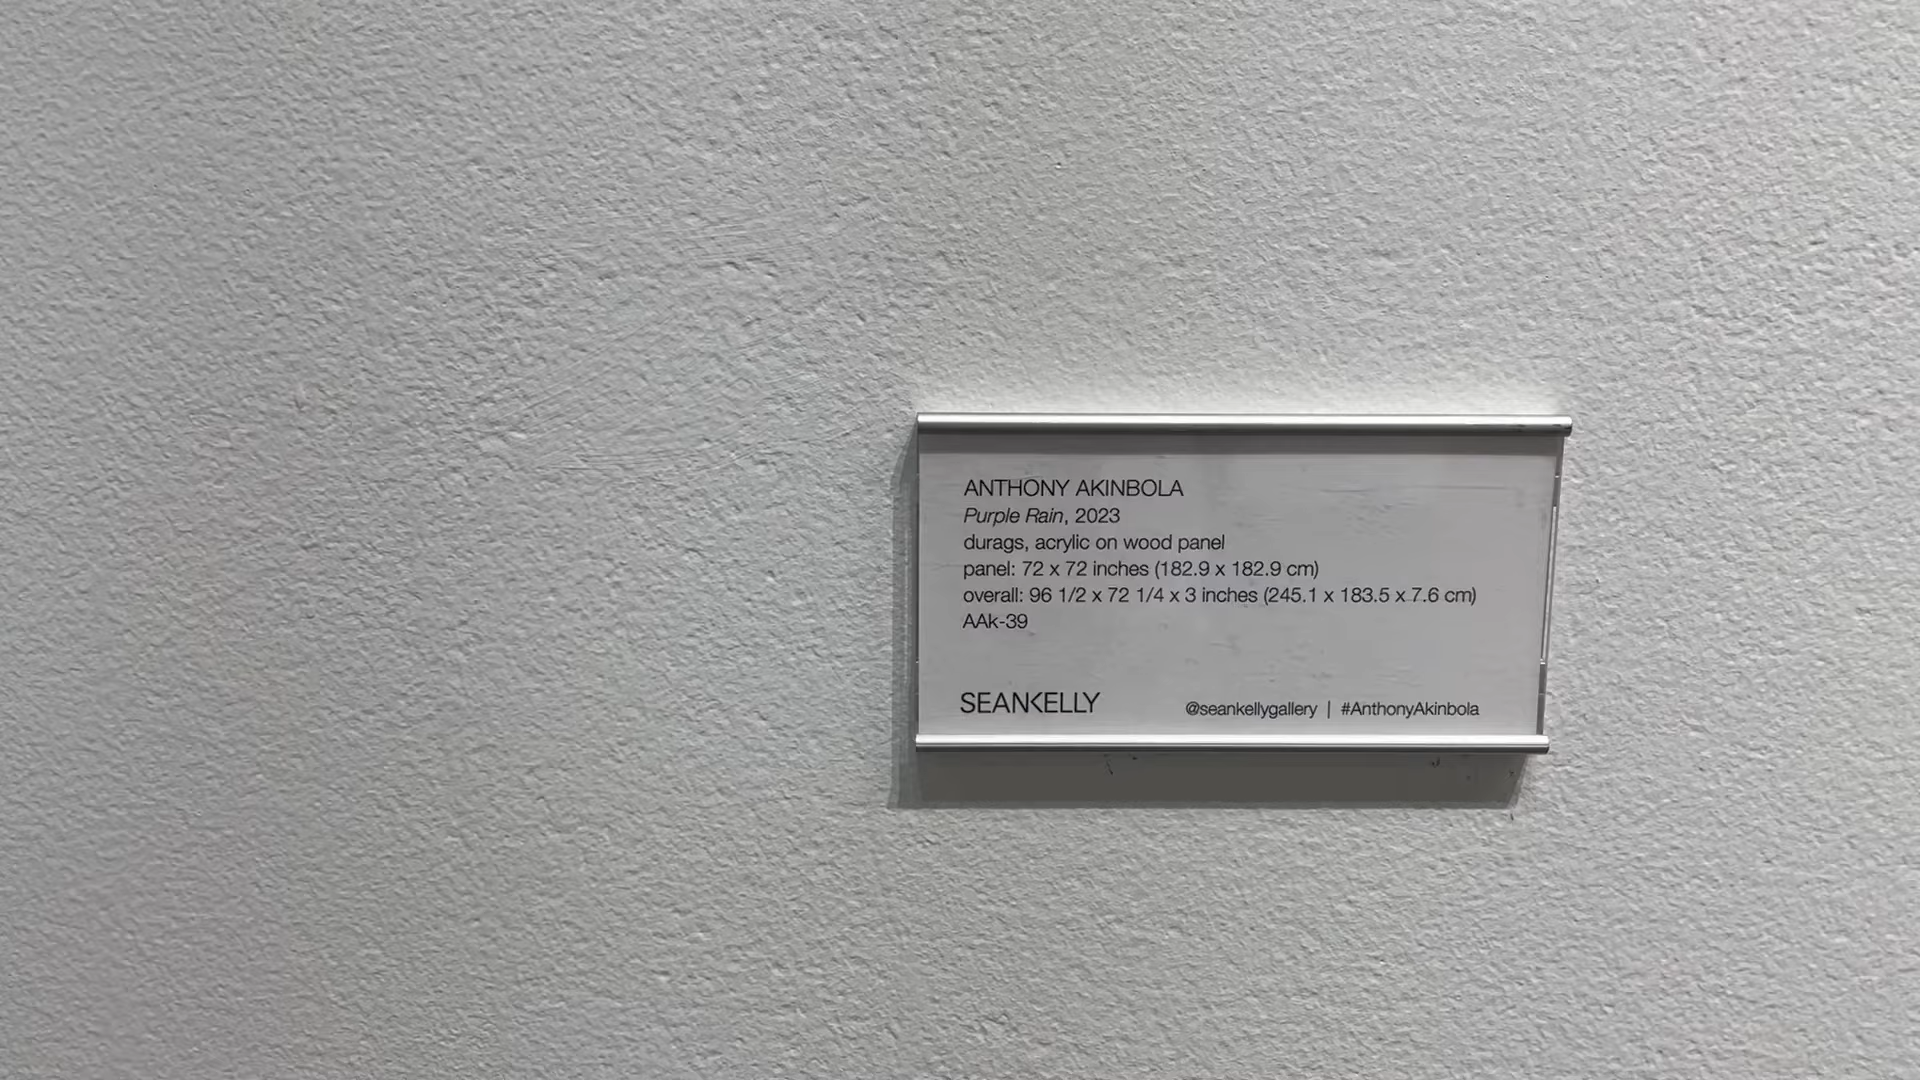 ANTHONY AKINBOLA
Purple Rain, 2023
durags, acrylic on wood panel
panel: 72 x 72 inches (182.9 x 182.9 cm)
overall: 96 1/2 x 72 1/4 x 3 inches (245.1 x 183.5 x 7.6 cm)
AAk-39
SEANKELLY @seankellygallery | #AnthonyAkinbola